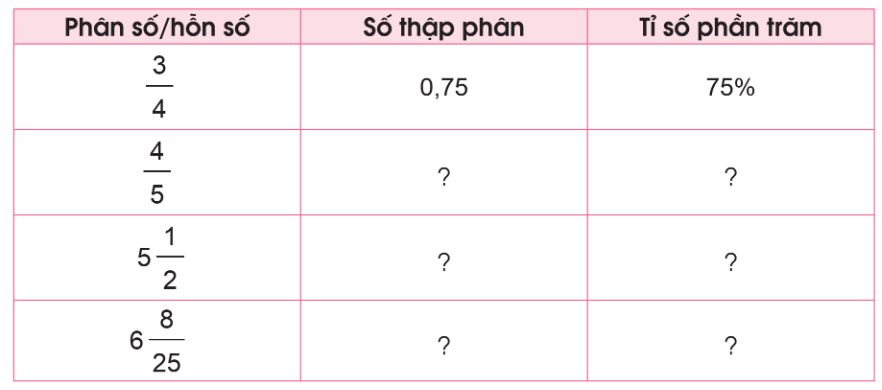 Phân số/hỗn số Số thập phân Tỉ số phần trăm
3/4 0,75 75%
4/5 ? ?
5 1/2 ? ?
6 8/25 ? ?